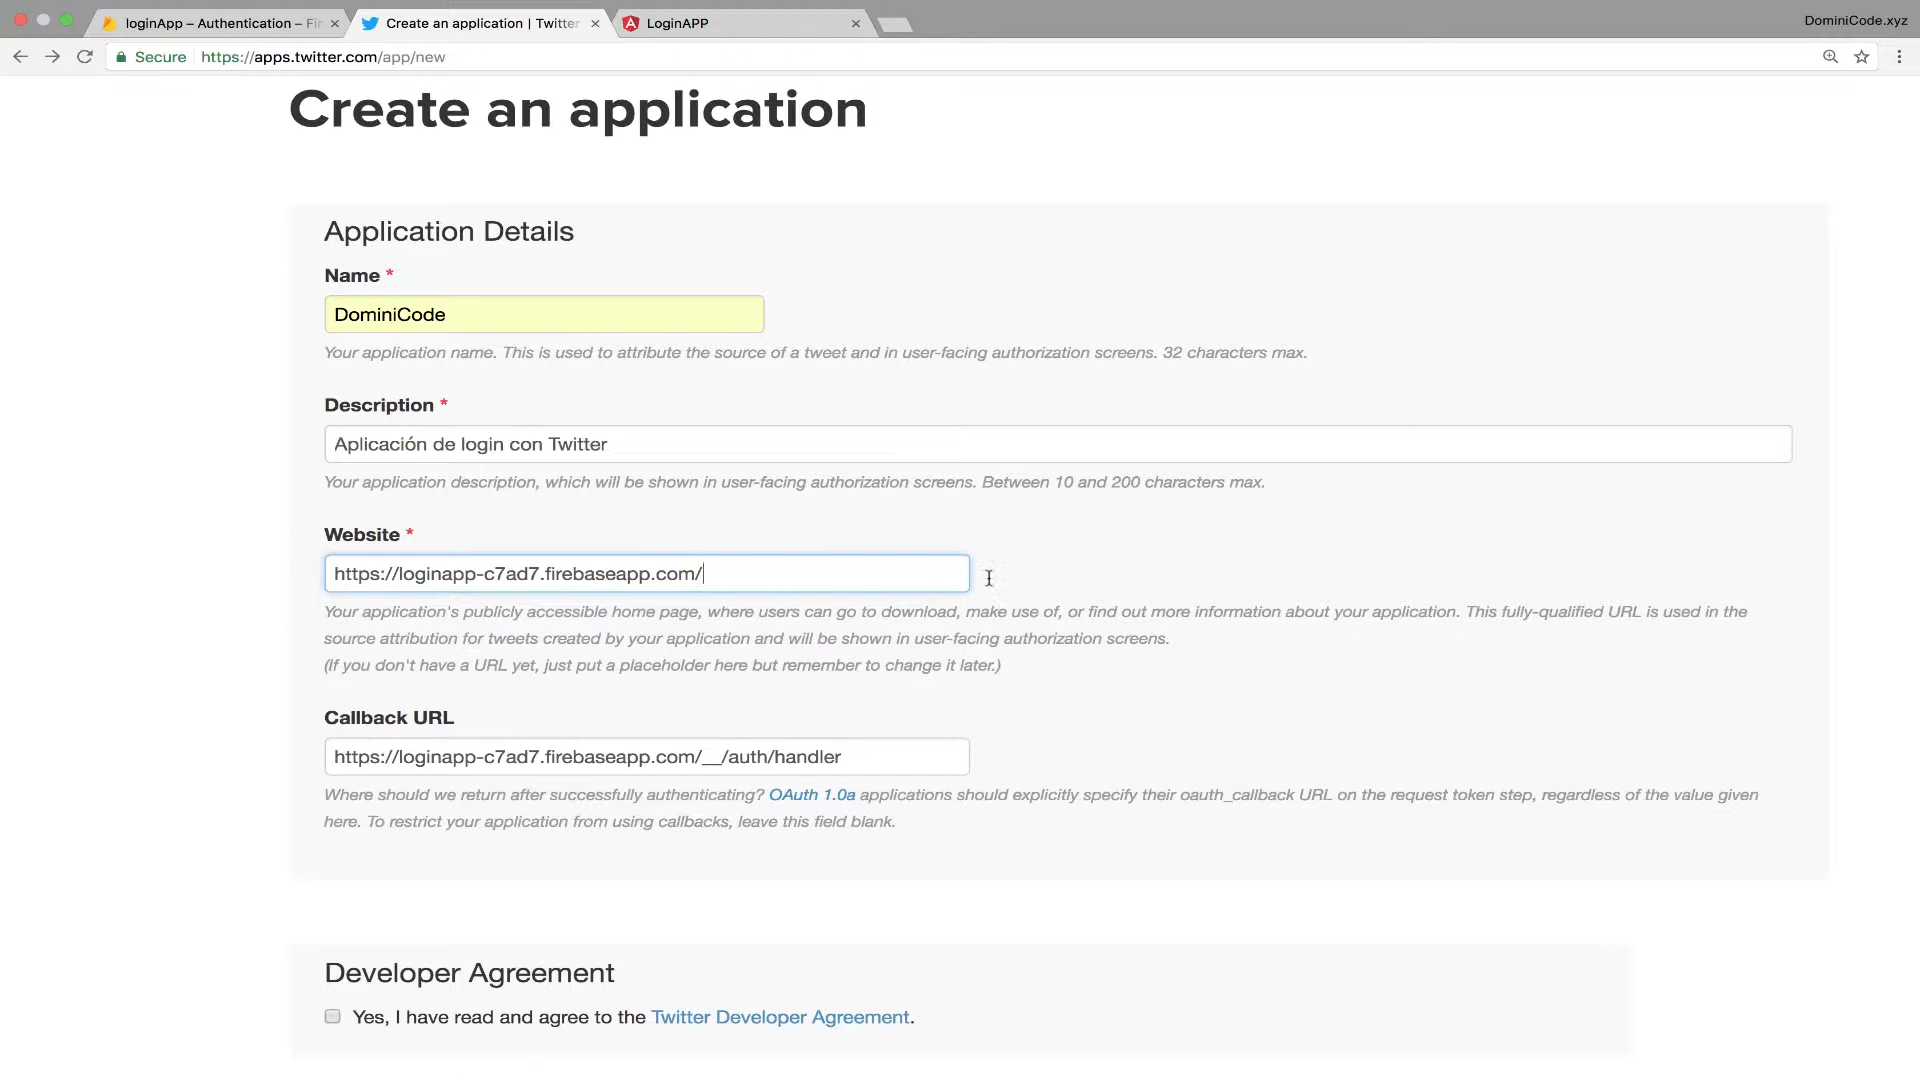 loginApp – Authentication – Fi
Create an application | Twitter
LoginAPP
DominiCode.xyz
Secure
https://apps.twitter.com/app/new
Create an application
Application Details
Name *
DominiCode
Your application name. This is used to attribute the source of a tweet and in user-facing authorization screens. 32 characters max.
Description *
Aplicación de login con Twitter
Your application description, which will be shown in user-facing authorization screens. Between 10 and 200 characters max.
Website *
https://loginapp-c7ad7.firebaseapp.com/
Your application's publicly accessible home page, where users can go to download, make use of, or find out more information about your application. This fully-qualified URL is used in the
source attribution for tweets created by your application and will be shown in user-facing authorization screens.
(If you don't have a URL yet, just put a placeholder here but remember to change it later.)
Callback URL
https://loginapp-c7ad7.firebaseapp.com/__/auth/handler
Where should we return after successfully authenticating? OAuth 1.0a applications should explicitly specify their oauth_callback URL on the request token step, regardless of the value given
here. To restrict your application from using callbacks, leave this field blank.
Developer Agreement
Yes, I have read and agree to the Twitter Developer Agreement.